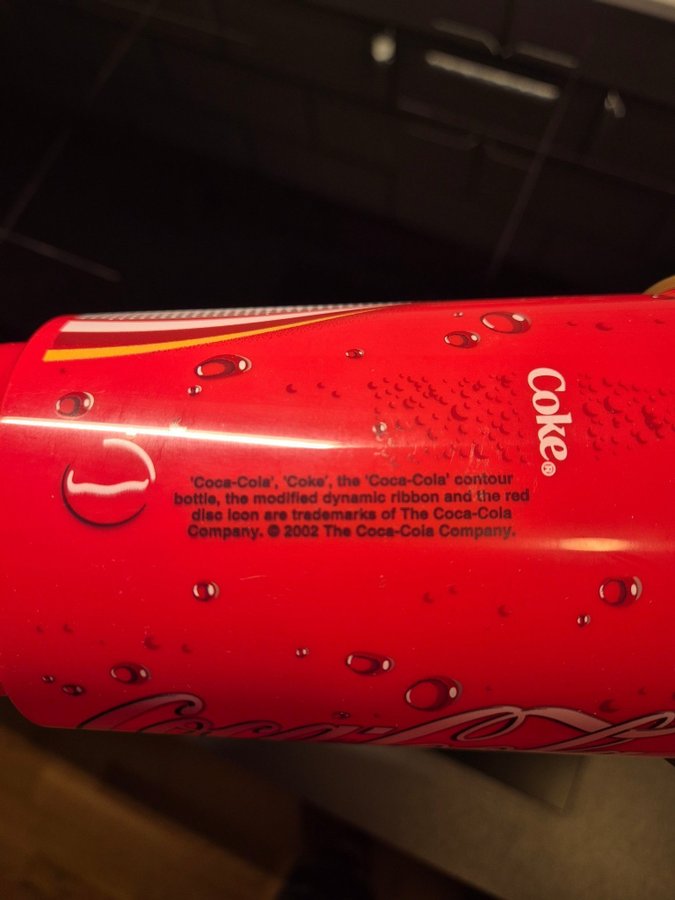 Coke®
'Coca-Cola', 'Coke', the 'Coca-Cola' contour
bottle, the modified dynamic ribbon and the red
disc icon are trademarks of The Coca-Cola
Company. © 2002 The Coca-Cola Company.